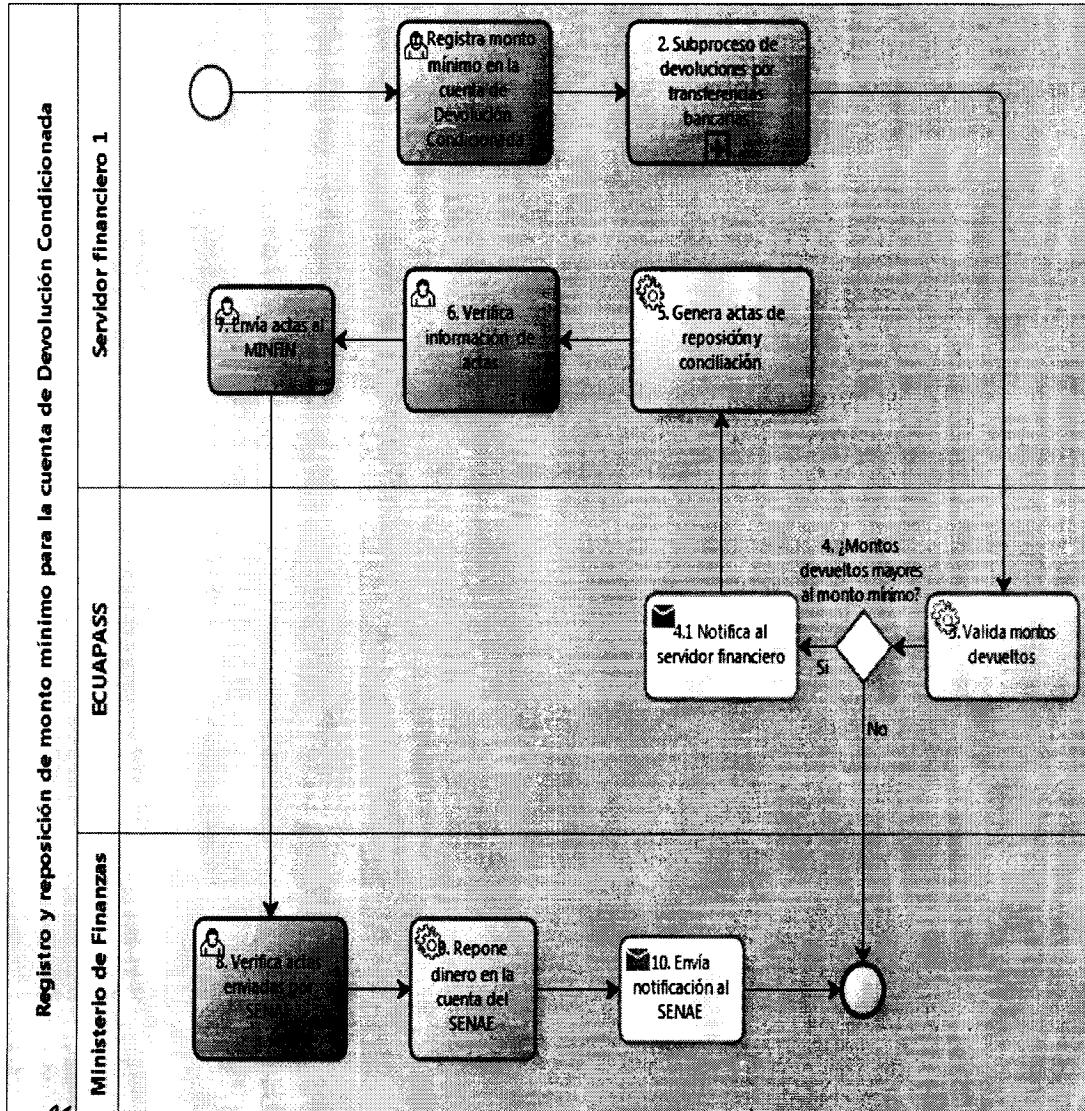 Registro y reposición de monto mínimo para la cuenta de Devolución Condicionada
Servidor financiero 1
Registra monto
mínimo en la
cuenta de
Devolución
Condicionada
2. Subproceso de
devoluciones por
transferencias
bancarias
7. Envía actas al
MINFIN
6. Verifica
información de
actas
5. Genera actas de
reposición y
conciliación
ECUAPASS
4. ¿Montos
devueltos mayores
al monto mínimo?
4.1 Notifica al
servidor financiero
Si
3. Valida montos
devueltos
No
Ministerio de Finanzas
8. Verifica actas
enviadas por
SENAE
9. Repone
dinero en la
cuenta del
SENAE
10. Envía
notificación al
SENAE